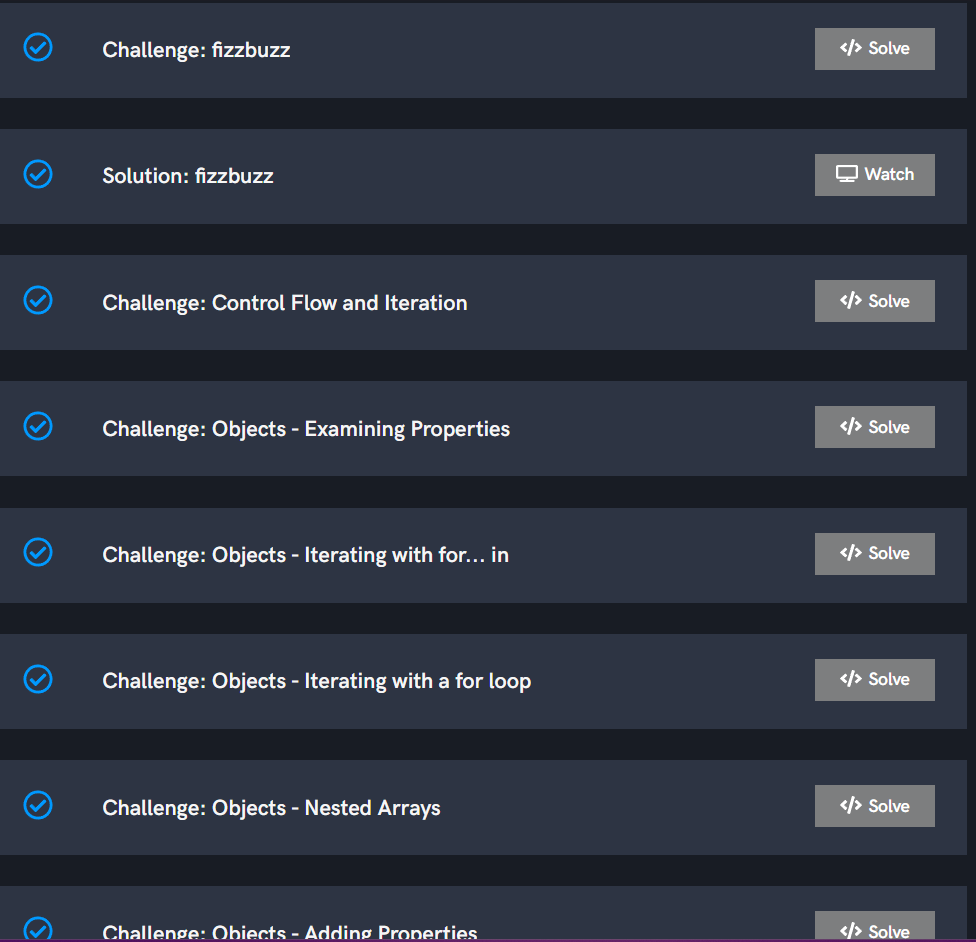 Challenge: fizzbuzz
</> Solve
Solution: fizzbuzz
Watch
Challenge: Control Flow and Iteration
</> Solve
Challenge: Objects - Examining Properties
</> Solve
Challenge: Objects - Iterating with for... in
</> Solve
Challenge: Objects - Iterating with a for loop
</> Solve
Challenge: Objects - Nested Arrays
</> Solve
Challenge: Objects - Adding Properties
</> Solve